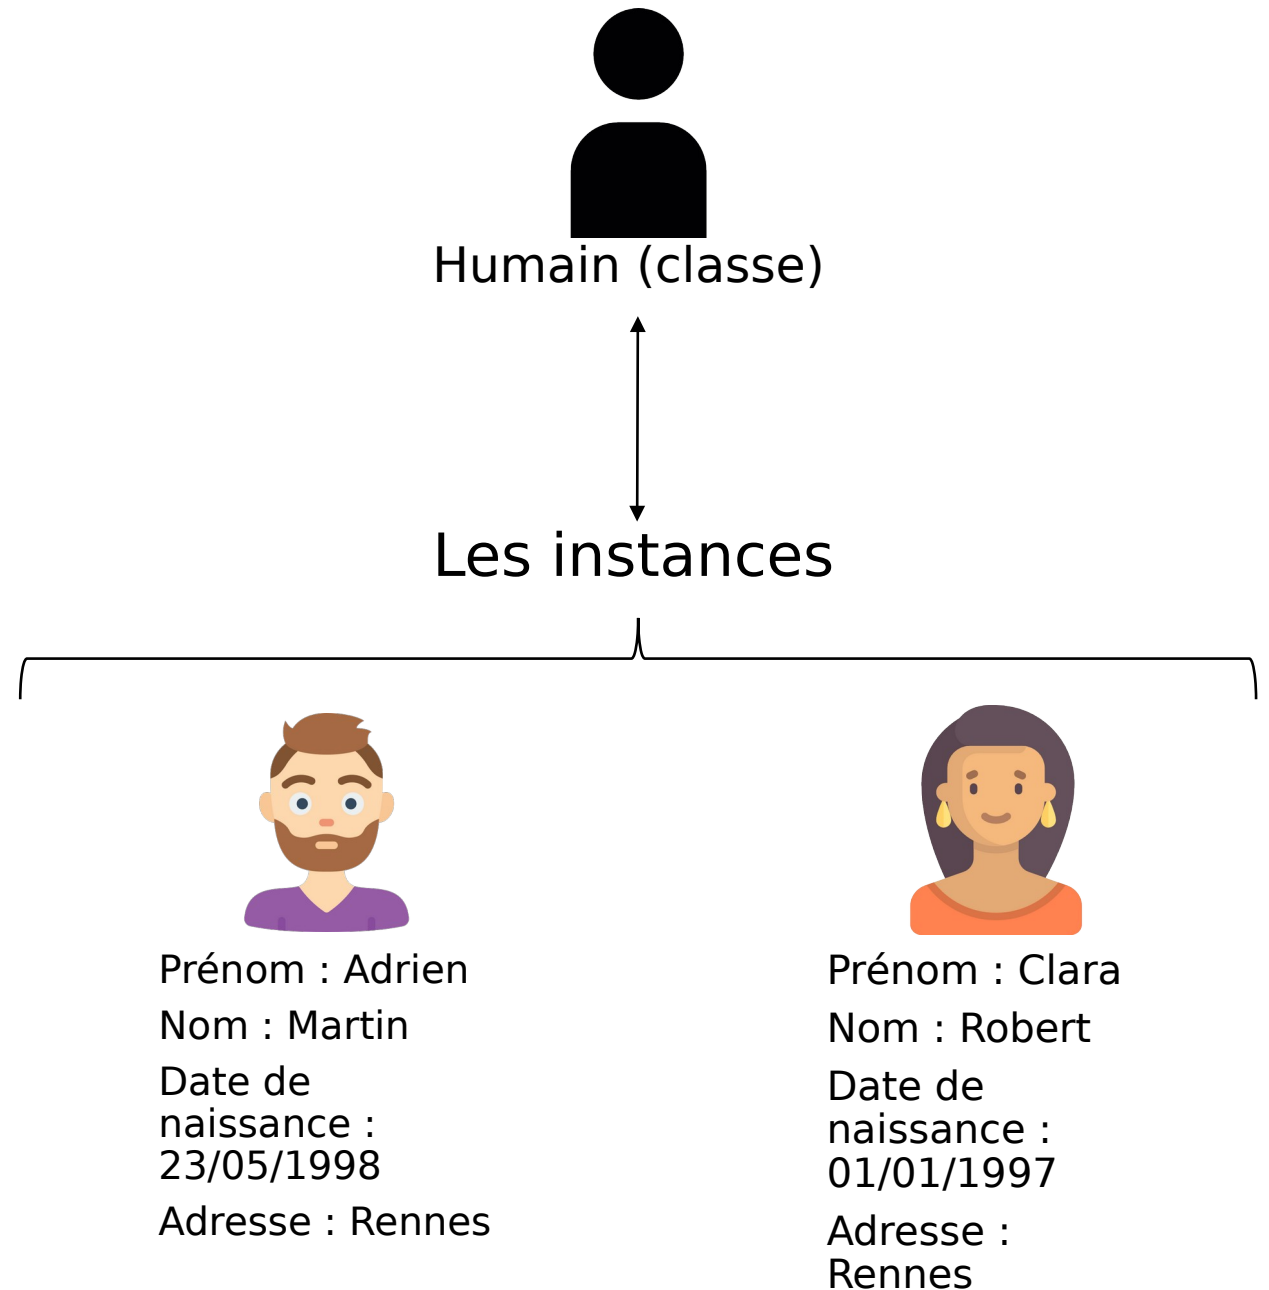 Humain (classe)
Les instances
Prénom : Adrien
Nom : Martin
Date de
naissance :
23/05/1998
Adresse : Rennes
Prénom : Clara
Nom : Robert
Date de
naissance :
01/01/1997
Adresse :
Rennes